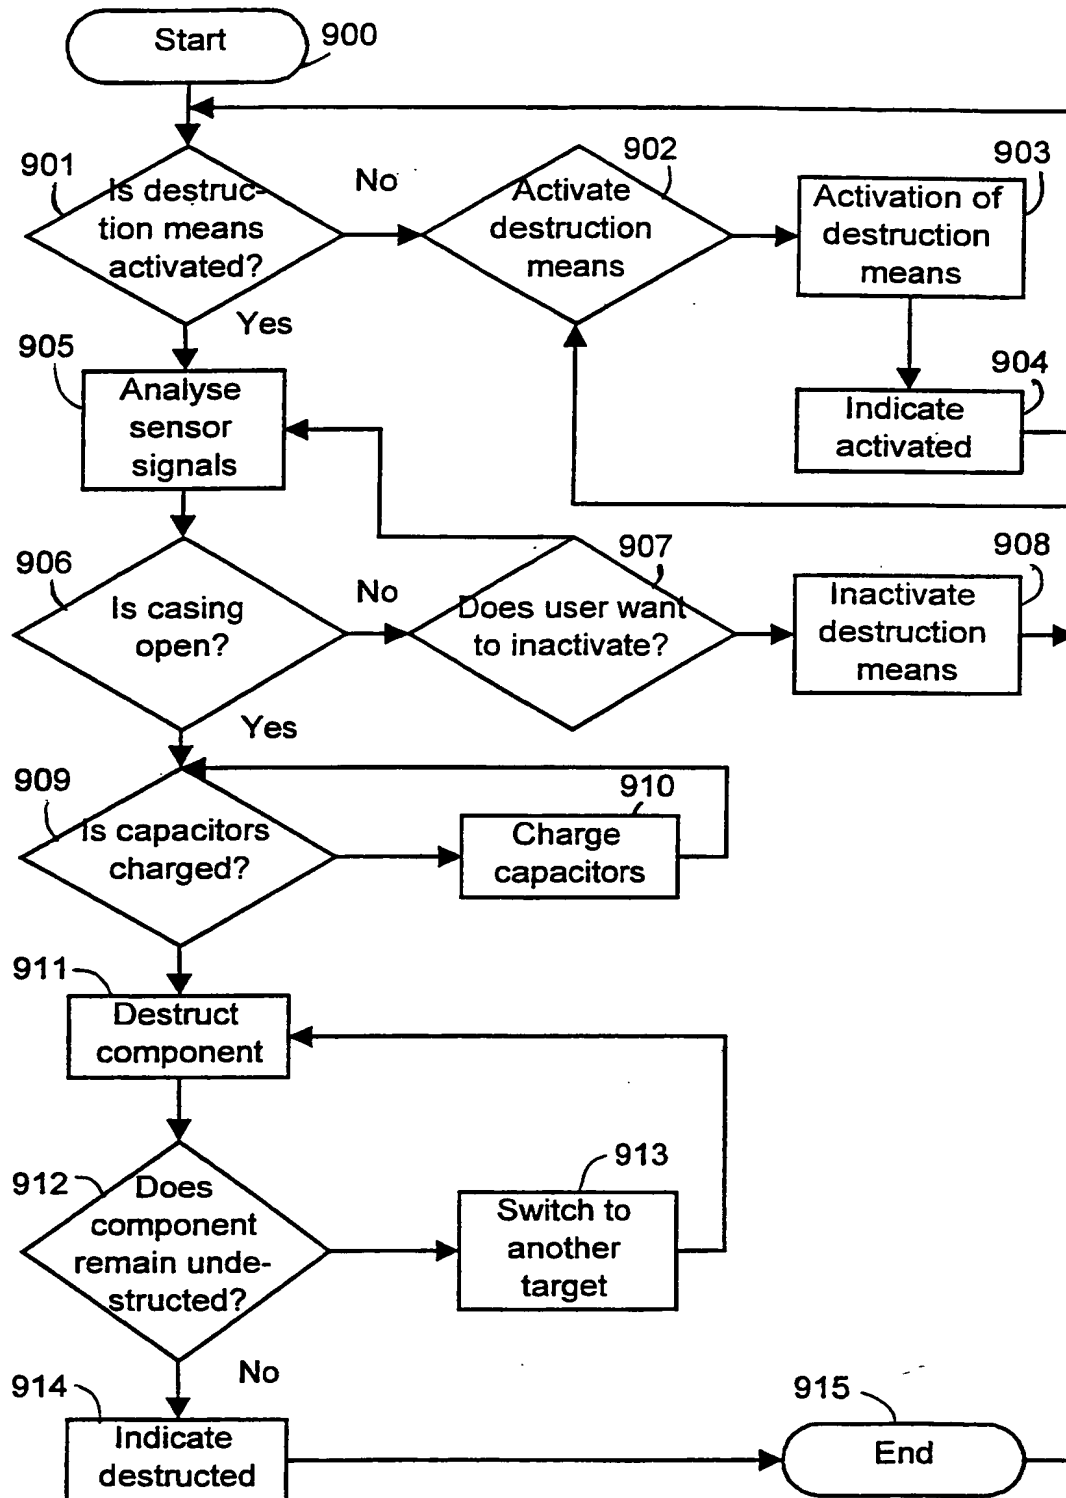 Start
900
901
Is destruc-
tion means
activated?
No
902
Activate
destruction
means
903
Activation of
destruction
means
Yes
904
Indicate
activated
905
Analyse
sensor
signals
906
Is casing
open?
No
907
Does user want
to inactivate?
908
Inactivate
destruction
means
Yes
909
Is capacitors
charged?
910
Charge
capacitors
911
Destruct
component
912
Does
component
remain unde-
structed?
913
Switch to
another
target
No
914
Indicate
destructed
915
End